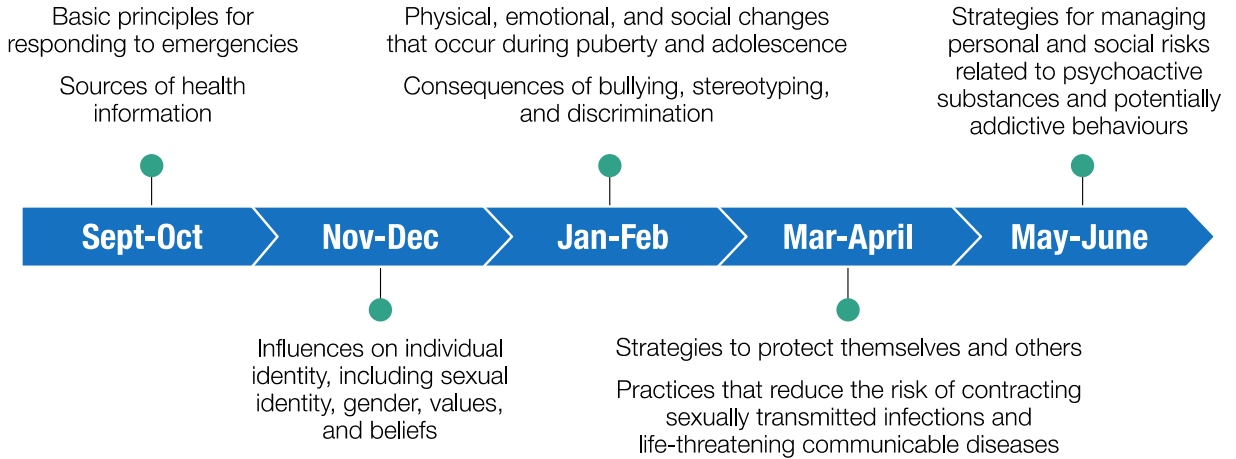 Basic principles for
responding to emergencies
Sources of health
information
Physical, emotional, and social changes
that occur during puberty and adolescence
Consequences of bullying, stereotyping,
and discrimination
Strategies for managing
personal and social risks
related to psychoactive
substances and potentially
addictive behaviours
Sept-Oct
Nov-Dec
Jan-Feb
Mar-April
May-June
Influences on individual
identity, including sexual
identity, gender, values,
and beliefs
Strategies to protect themselves and others
Practices that reduce the risk of contracting
sexually transmitted infections and
life-threatening communicable diseases